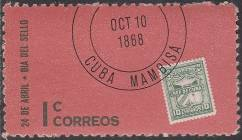 24 DE ABRIL • DIA DEL SELLO
OCT 10
1868
CUBA MAMBISA
1c
CORREOS